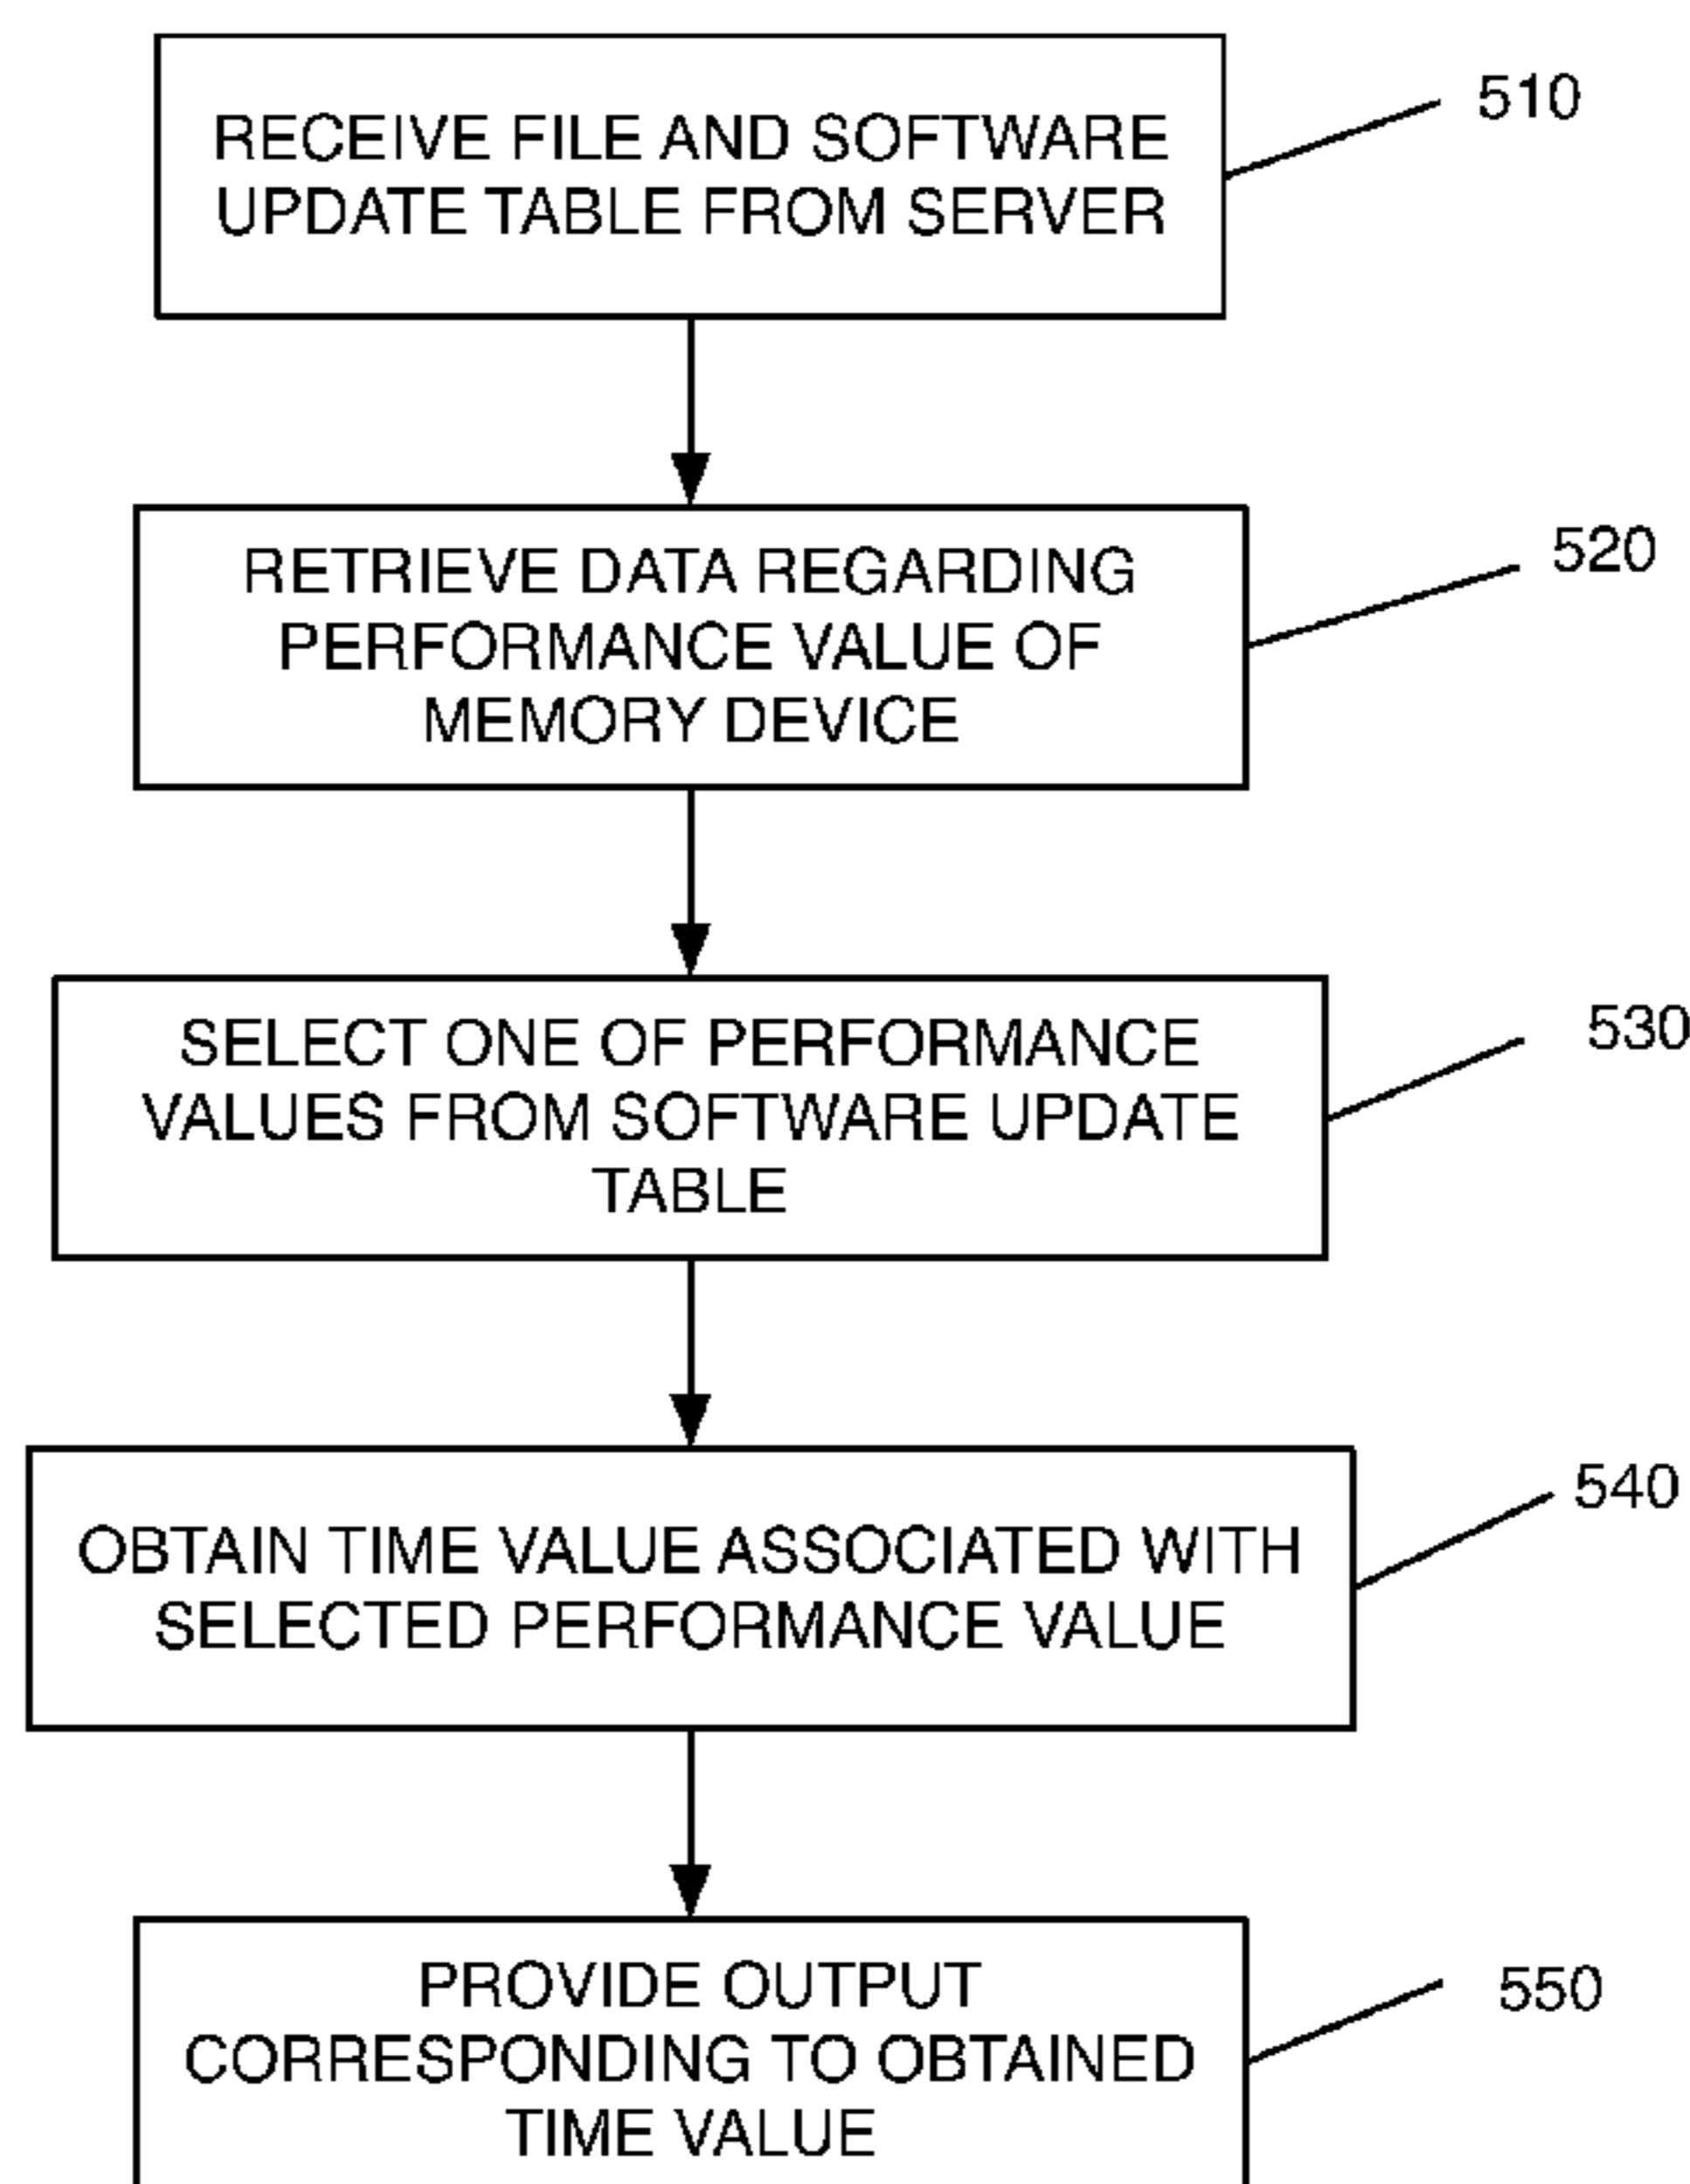 RECEIVE FILE AND SOFTWARE
UPDATE TABLE FROM SERVER
510
RETRIEVE DATA REGARDING
PERFORMANCE VALUE OF
MEMORY DEVICE
520
SELECT ONE OF PERFORMANCE
VALUES FROM SOFTWARE UPDATE
TABLE
530
OBTAIN TIME VALUE ASSOCIATED WITH
SELECTED PERFORMANCE VALUE
540
PROVIDE OUTPUT
CORRESPONDING TO OBTAINED
TIME VALUE
550